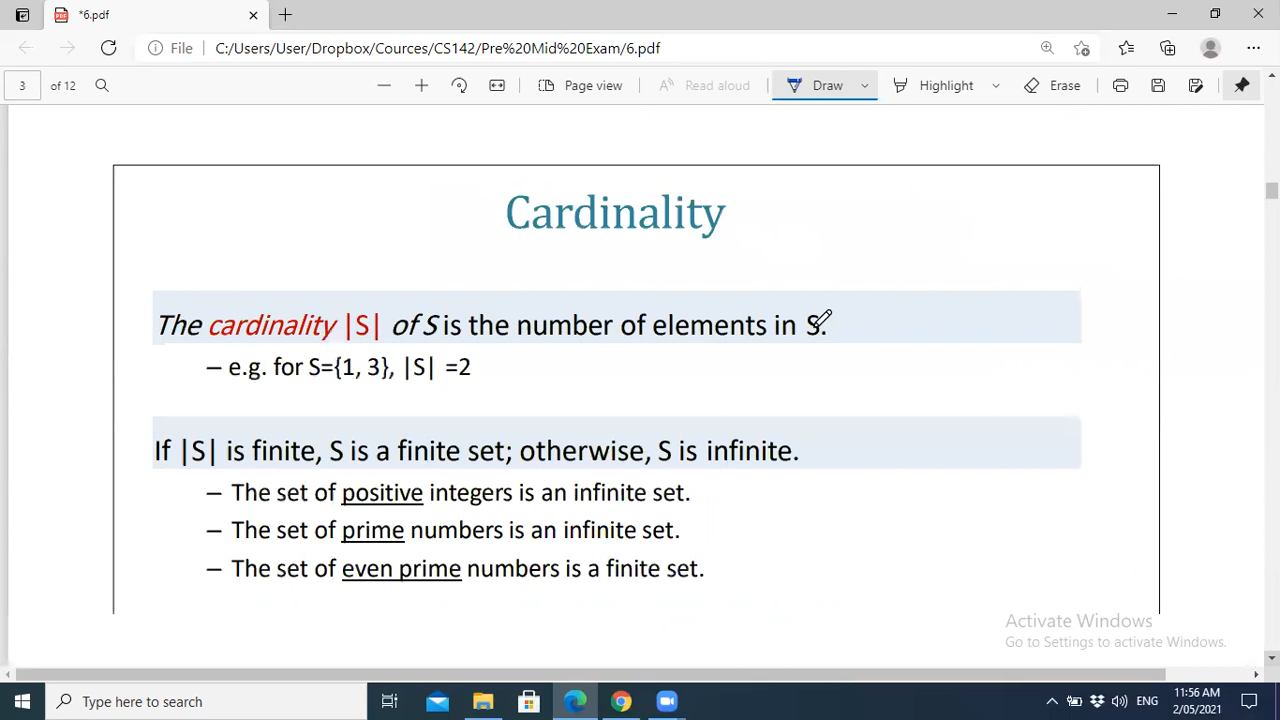 *6.pdf
File C:/Users/User/Dropbox/Cources/CS142/Pre%20Mid%20Exam/6.pdf
3 of 12 Page view Read aloud Draw Highlight Erase
Cardinality
The cardinality |S| of S is the number of elements in S.
– e.g. for S={1, 3}, |S| =2
If |S| is finite, S is a finite set; otherwise, S is infinite.
– The set of positive integers is an infinite set.
– The set of prime numbers is an infinite set.
– The set of even prime numbers is a finite set.
Activate Windows
Go to Settings to activate Windows.
Type here to search
ENG
11:56 AM
2/05/2021